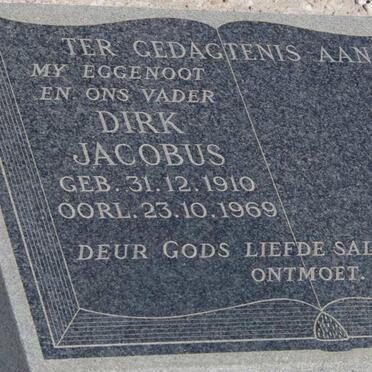 TER GEDAGTENIS AAN
MY EGGENOOT
EN ONS VADER
DIRK
JACOBUS
GEB. 31.12.1910
OORL. 23.10.1969
DEUR GODS LIEFDE SAL
ONTMOET.